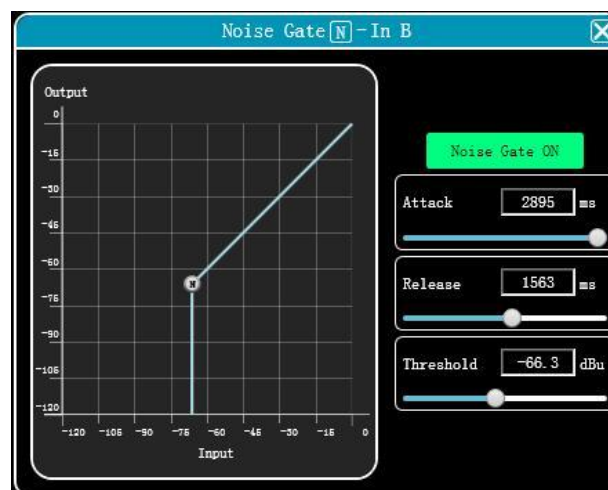 Noise Gate N -In B
Output
0
-15
-30
-45
-60
-75
-90
-105
-120
N
-120 -105 -90 -75 -60 -45 -30 -15 0
Input
Noise Gate ON
Attack 2895 ms
Release 1563 ms
Threshold -66.3 dBu